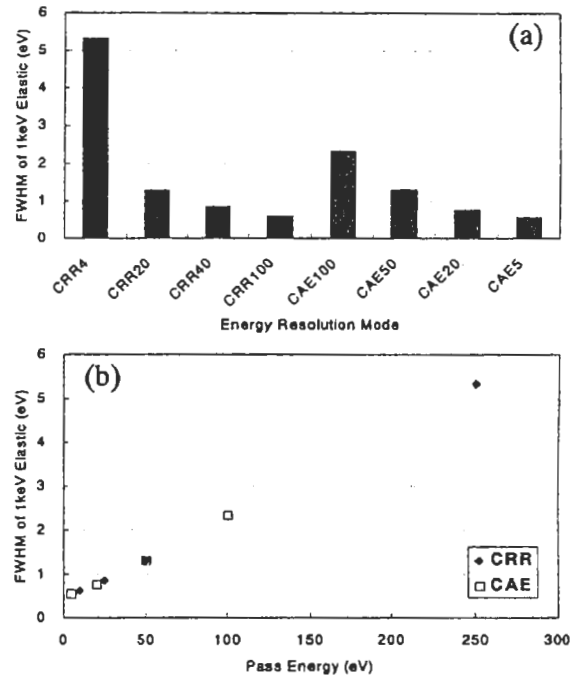 (a)
FWHM of 1keV Elastic (eV)
6
5
4
3
2
1
0
CRR4
CRR20
CRR40
CRR100
CAE100
CAE50
CAE20
CAE5
Energy Resolution Mode
(b)
FWHM of 1keV Elastic (eV)
6
5
4
3
2
1
0
CRR
CAE
0 50 100 150 200 250 300
Pass Energy (eV)